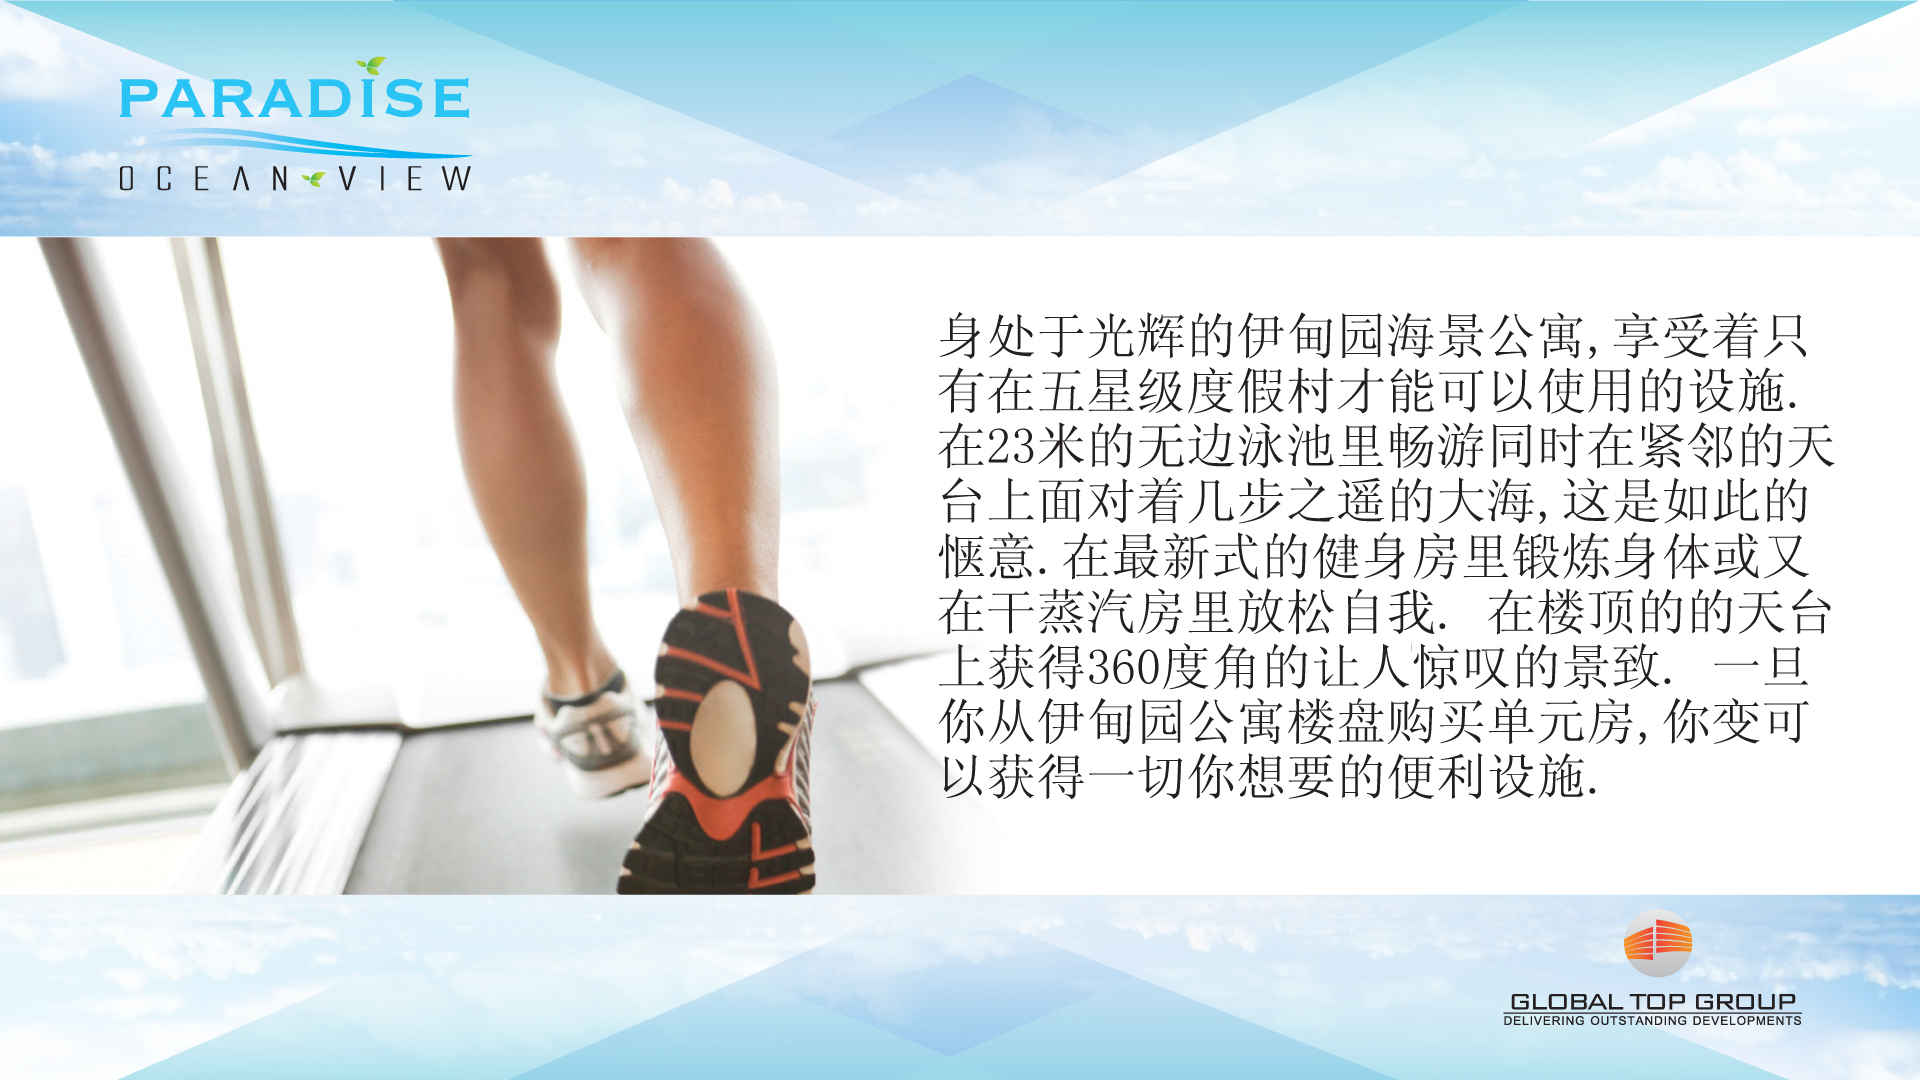 PARADISE
OCEAN VIEW
身处于光辉的伊甸园海景公寓,享受着只
有在五星级度假村才能可以使用的设施.
在23米的无边泳池里畅游同时在紧邻的天
台上面对着几步之遥的大海,这是如此的
惬意.在最新式的健身房里锻炼身体或又
在干蒸汽房里放松自我. 在楼顶的的天台
上获得360度角的让人惊叹的景致. 一旦
你从伊甸园公寓楼盘购买单元房,你变可
以获得一切你想要的便利设施.
GLOBAL TOP GROUP
DELIVERING OUTSTANDING DEVELOPMENTS